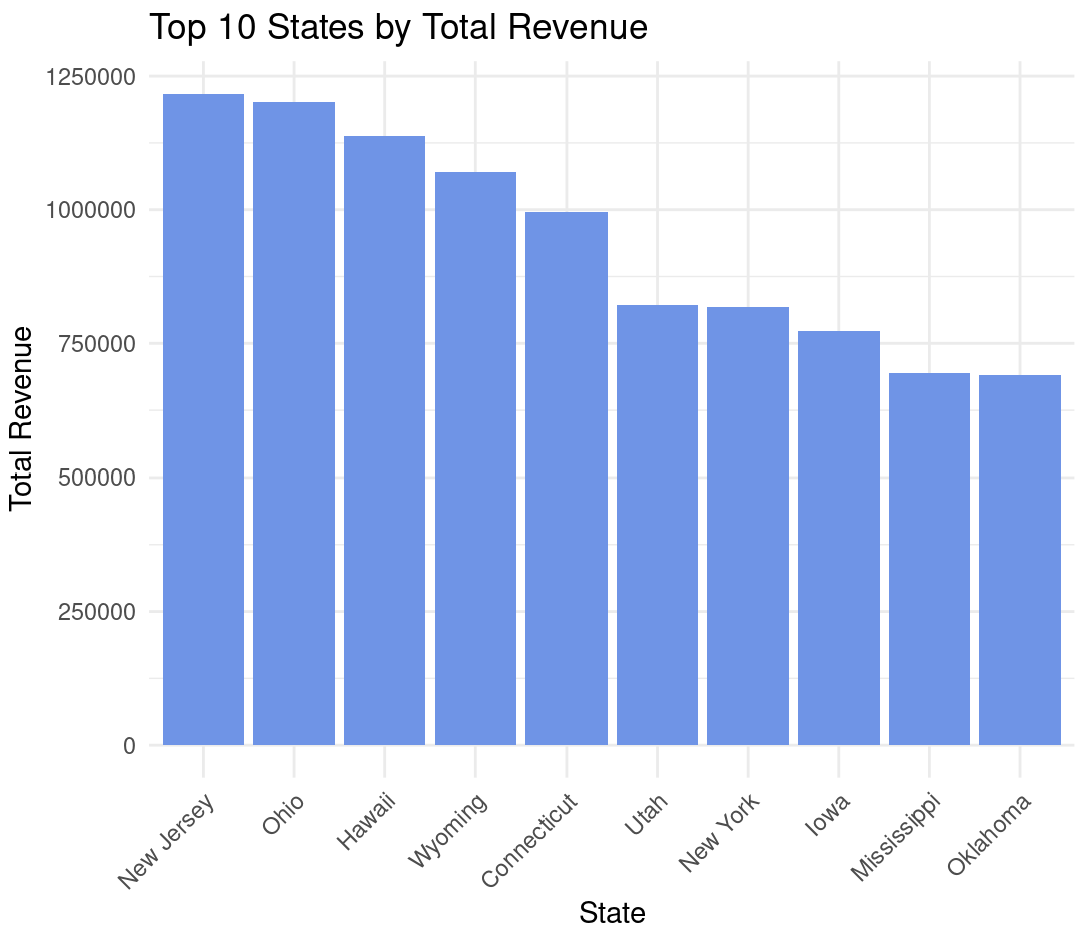 Top 10 States by Total Revenue
1250000
1000000
750000
500000
250000
0
Total Revenue
New Jersey
Ohio
Hawaii
Wyoming
Connecticut
Utah
New York
Iowa
Mississippi
Oklahoma
State